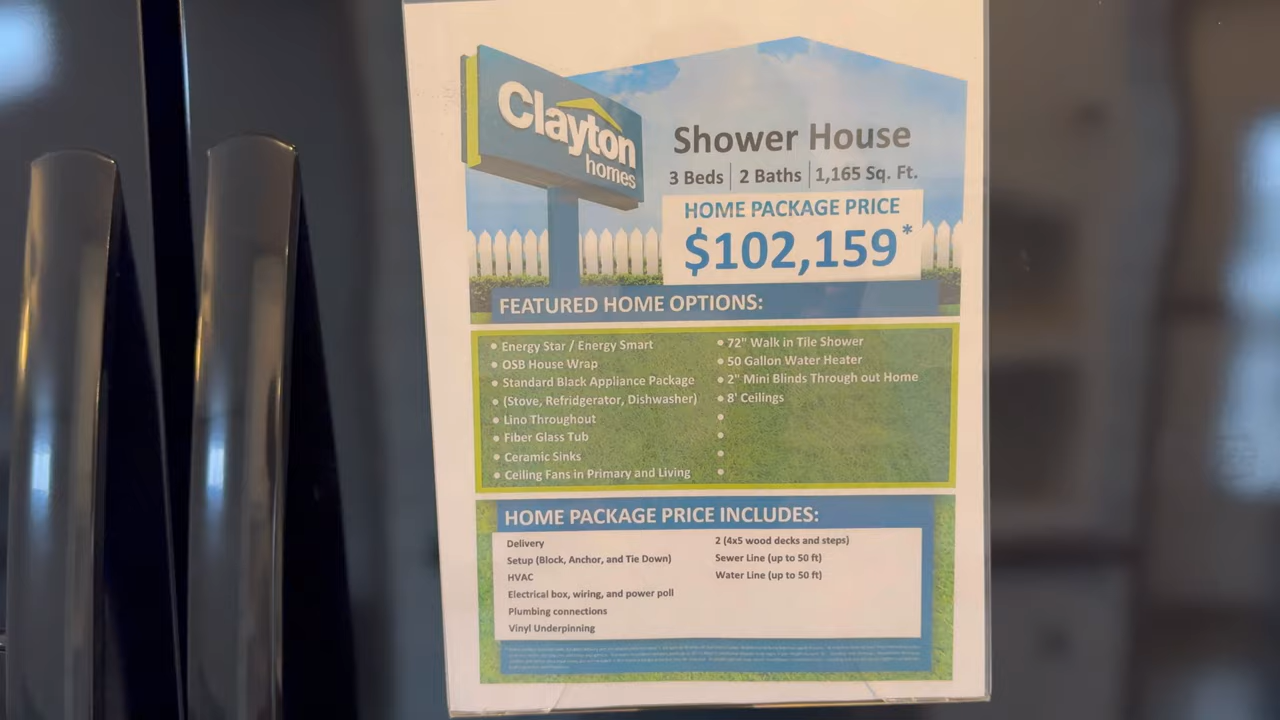 Clayton
homes
Shower House
3 Beds | 2 Baths | 1,165 Sq. Ft.
HOME PACKAGE PRICE
$102,159*
FEATURED HOME OPTIONS:
• Energy Star / Energy Smart
• OSB House Wrap
• Standard Black Appliance Package
• (Stove, Refridgerator, Dishwasher)
• Lino Throughout
• Fiber Glass Tub
• Ceramic Sinks
• Ceiling Fans in Primary and Living
• 72" Walk in Tile Shower
• 50 Gallon Water Heater
• 2" Mini Blinds Through out Home
• 8' Ceilings
HOME PACKAGE PRICE INCLUDES:
Delivery
Setup (Block, Anchor, and Tie Down)
HVAC
Electrical box, wiring, and power poll
Plumbing connections
Vinyl Underpinning
2 (4x5 wood decks and steps)
Sewer Line (up to 50 ft)
Water Line (up to 50 ft)